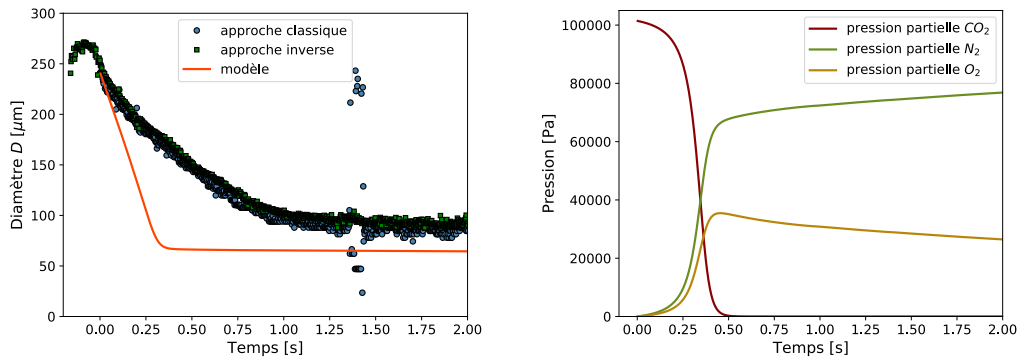 300
250
200
150
100
50
0
Diamètre D [μm]
0.00 0.25 0.50 0.75 1.00 1.25 1.50 1.75 2.00
Temps [s]
approche classique
approche inverse
modèle
100000
80000
60000
40000
20000
0
Pression [Pa]
0.00 0.25 0.50 0.75 1.00 1.25 1.50 1.75 2.00
Temps [s]
pression partielle CO₂
pression partielle N₂
pression partielle O₂